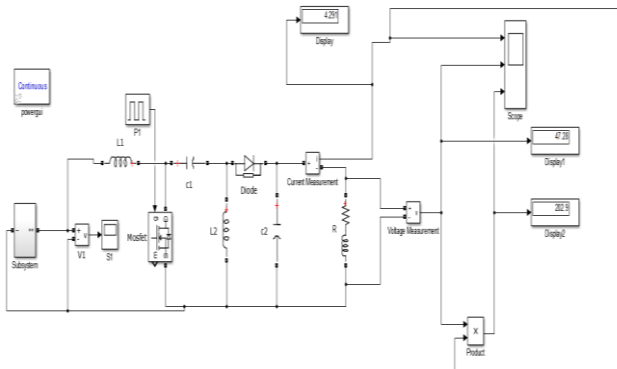 4.291
Display
Continuous
powergui
Scope
P1
L1
47.28
Display1
c1
Diode
Current Measurement
202.9
Display2
Mosfet
L2
c2
R
Voltage Measurement
Subsystem
V1
S1
X
Product